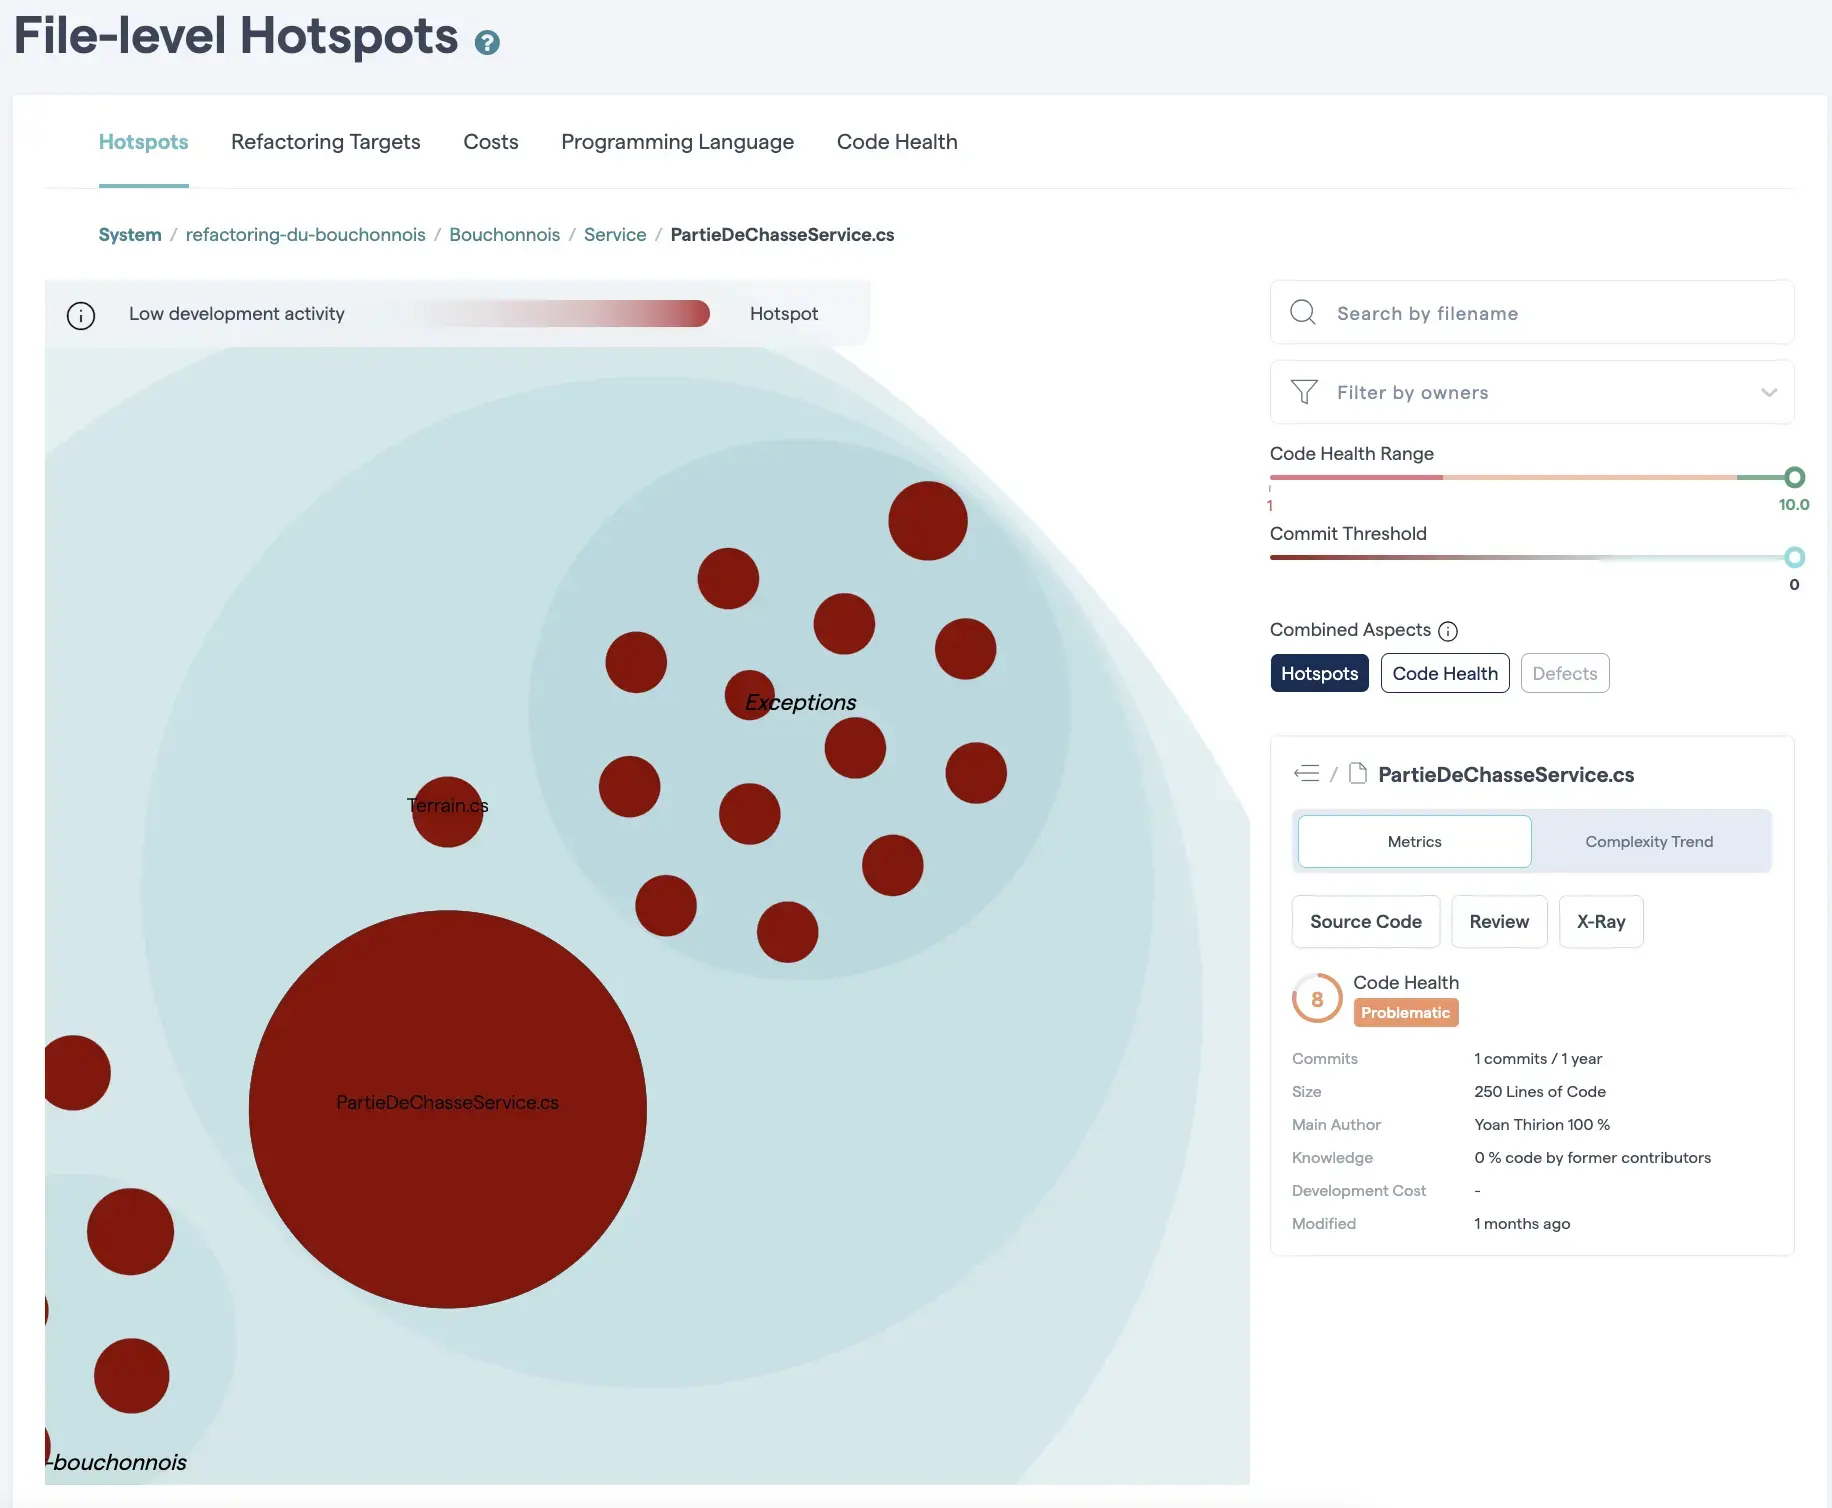 File-level Hotspots ?
Hotspots Refactoring Targets Costs Programming Language Code Health
System / refactoring-du-bouchonnois / Bouchonnois / Service / PartieDeChasseService.cs
Low development activity Hotspot
Search by filename
Filter by owners
Code Health Range
1 10.0
Commit Threshold
0
Combined Aspects
Hotspots Code Health Defects
Exceptions
Terrain.cs
PartieDeChasseService.cs
-bouchonnois
/ PartieDeChasseService.cs
Metrics Complexity Trend
Source Code Review X-Ray
8 Code Health
Problematic
Commits 1 commits / 1 year
Size 250 Lines of Code
Main Author Yoan Thirion 100 %
Knowledge 0 % code by former contributors
Development Cost -
Modified 1 months ago